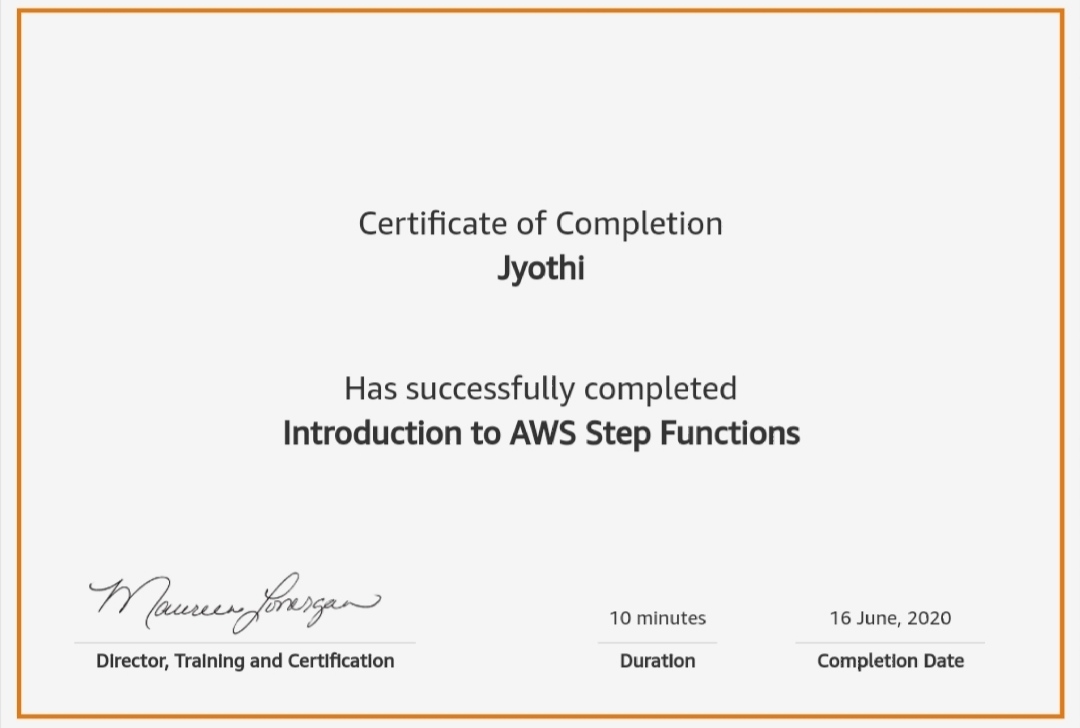 Certificate of Completion
Jyothi
Has successfully completed
Introduction to AWS Step Functions
Maureen Lonergan
10 minutes
16 June, 2020
Director, Training and Certification
Duration
Completion Date